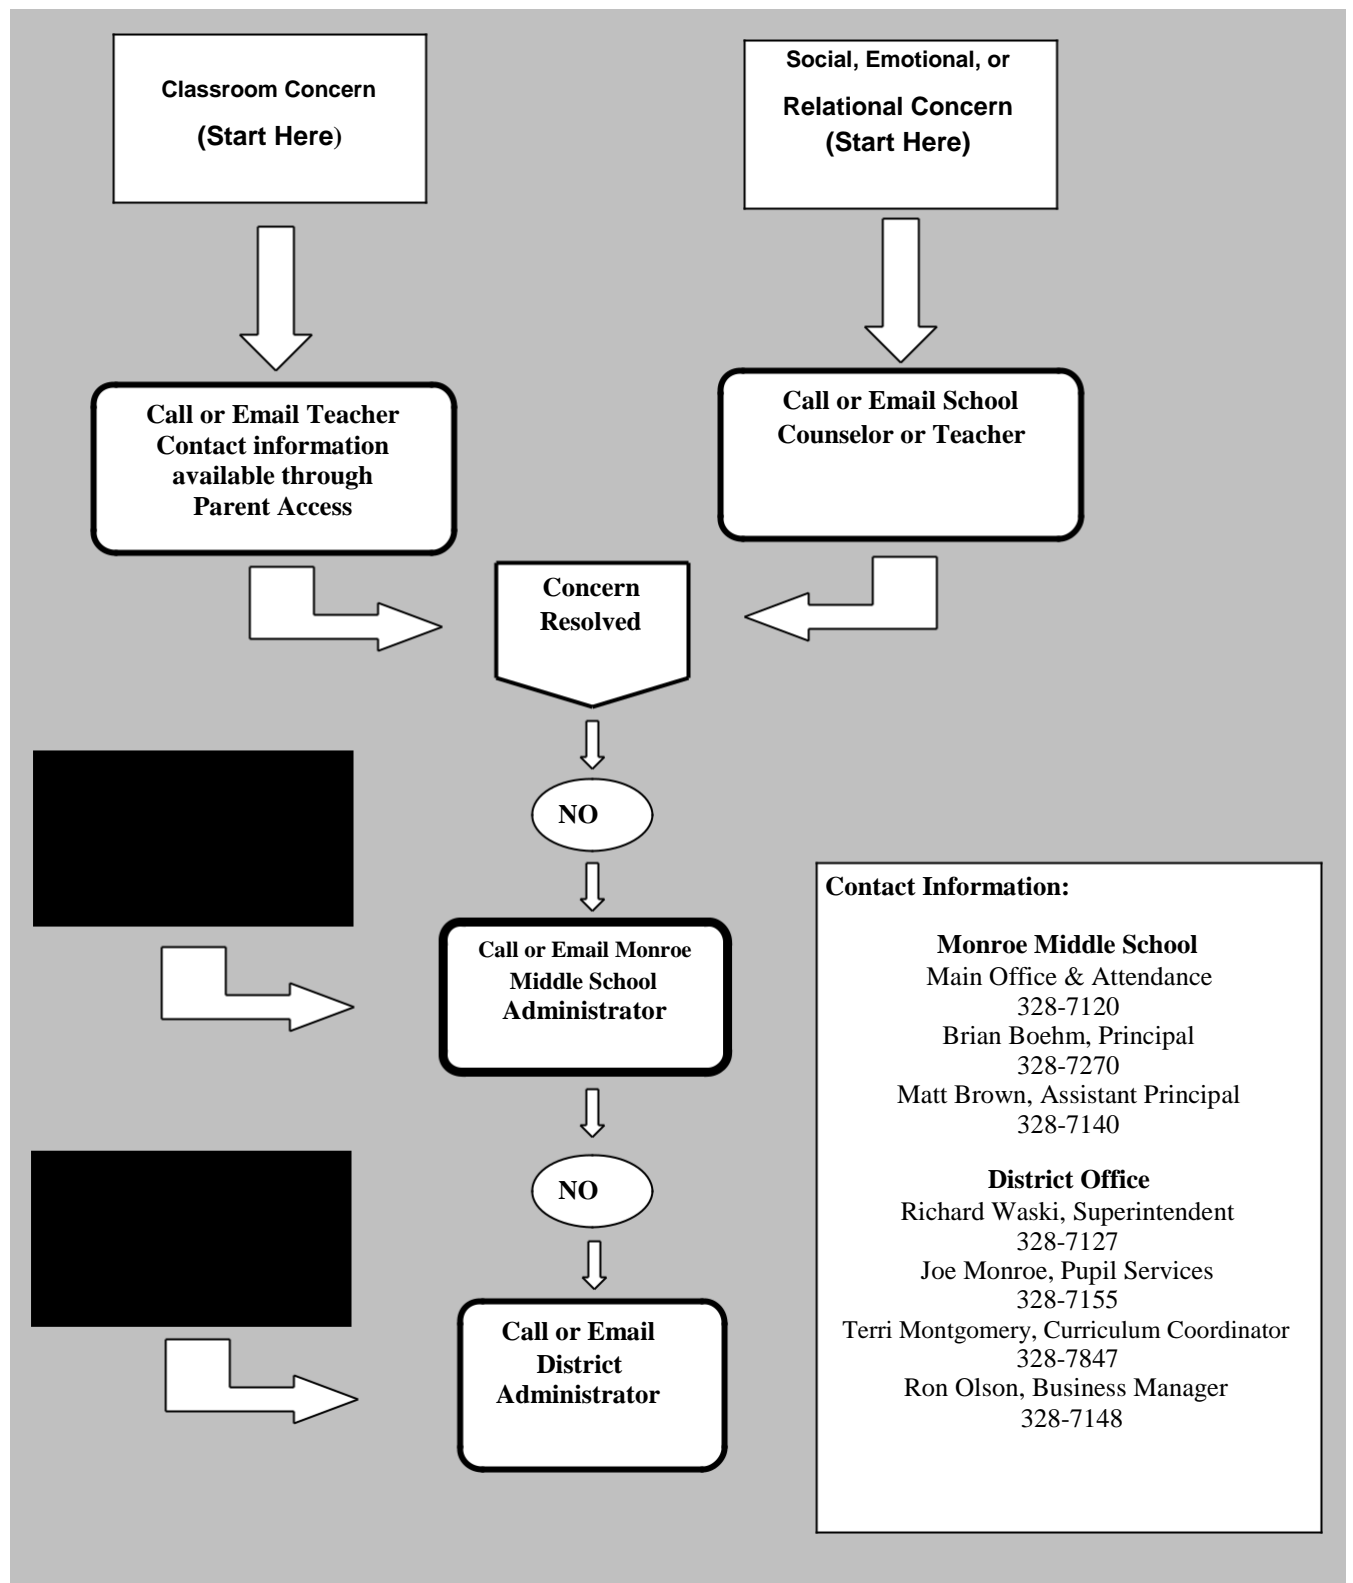 Classroom Concern
(Start Here)
Social, Emotional, or
Relational Concern
(Start Here)
Call or Email Teacher
Contact information
available through
Parent Access
Call or Email School
Counselor or Teacher
Concern
Resolved
NO
Call or Email Monroe
Middle School
Administrator
NO
Call or Email
District
Administrator
Contact Information:
Monroe Middle School
Main Office & Attendance
328-7120
Brian Boehm, Principal
328-7270
Matt Brown, Assistant Principal
328-7140
District Office
Richard Waski, Superintendent
328-7127
Joe Monroe, Pupil Services
328-7155
Terri Montgomery, Curriculum Coordinator
328-7847
Ron Olson, Business Manager
328-7148